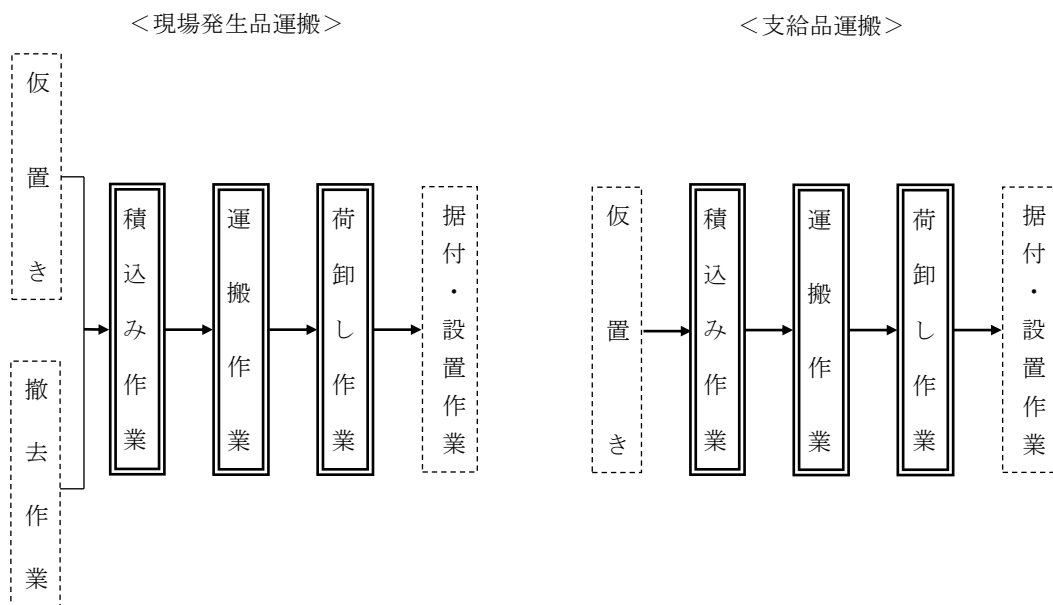 ＜現場発生品運搬＞
仮置き
撤去作業
積込み作業
運搬作業
荷卸し作業
据付・設置作業
＜支給品運搬＞
仮置き
積込み作業
運搬作業
荷卸し作業
据付・設置作業